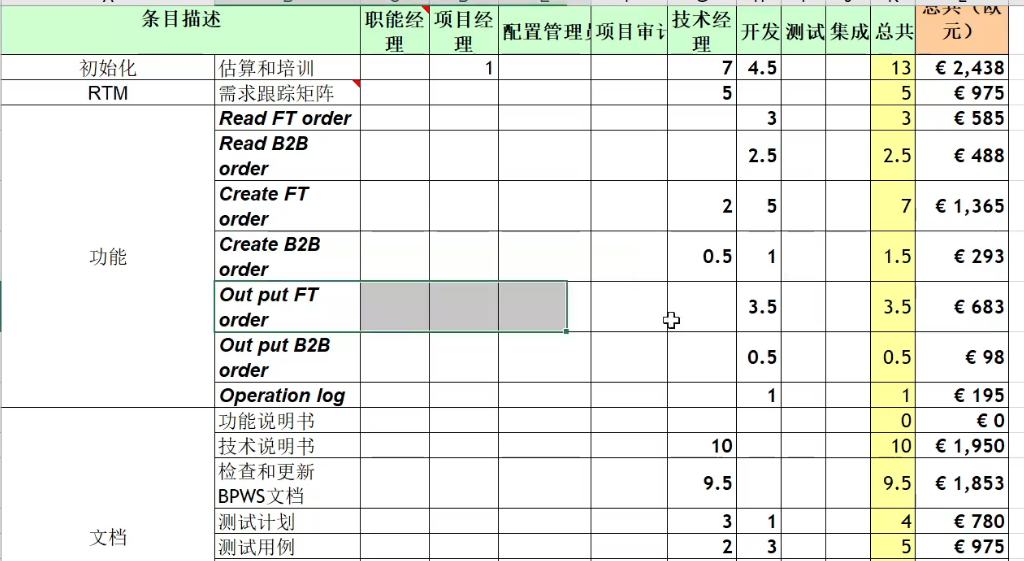 条目描述 职能经理 项目经理 配置管理员 项目审计 技术经理 开发 测试 集成 总共 总共（欧元）
初始化 估算和培训 1 7 4.5 13 € 2,438
RTM 需求跟踪矩阵 5 5 € 975
功能
Read FT order 3 3 € 585
Read B2B order 2.5 2.5 € 488
Create FT order 2 5 7 € 1,365
Create B2B order 0.5 1 1.5 € 293
Out put FT order 3.5 3.5 € 683
Out put B2B order 0.5 0.5 € 98
Operation log 1 1 € 195
文档
功能说明书 0 € 0
技术说明书 10 10 € 1,950
检查和更新BPWS文档 9.5 9.5 € 1,853
测试计划 3 1 4 € 780
测试用例 2 3 5 € 975